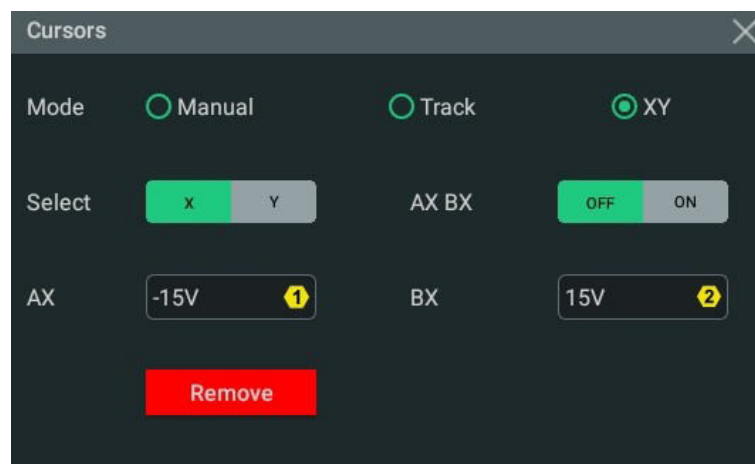 Cursors
Mode Manual Track XY
Select X Y AX BX OFF ON
AX -15V 1 BX 15V 2
Remove